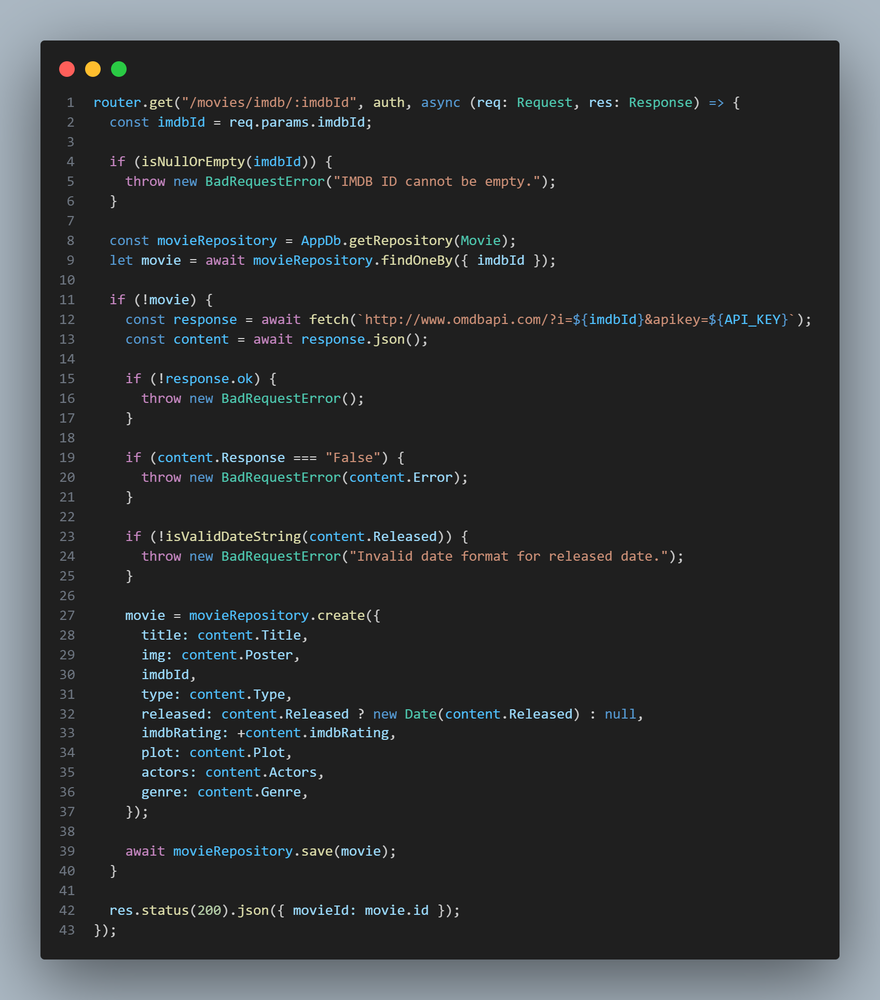 1 router.get("/movies/imdb/:imdbId", auth, async (req: Request, res: Response) => {
2   const imdbId = req.params.imdbId;
3
4   if (isNullOrEmpty(imdbId)) {
5     throw new BadRequestError("IMDB ID cannot be empty.");
6   }
7
8   const movieRepository = AppDb.getRepository(Movie);
9   let movie = await movieRepository.findOneBy({ imdbId });
10
11   if (!movie) {
12     const response = await fetch(`http://www.omdbapi.com/?i=${imdbId}&apikey=${API_KEY}`);
13     const content = await response.json();
14
15     if (!response.ok) {
16       throw new BadRequestError();
17     }
18
19     if (content.Response === "False") {
20       throw new BadRequestError(content.Error);
21     }
22
23     if (!isValidDateString(content.Released)) {
24       throw new BadRequestError("Invalid date format for released date.");
25     }
26
27     movie = movieRepository.create({
28       title: content.Title,
29       img: content.Poster,
30       imdbId,
31       type: content.Type,
32       released: content.Released ? new Date(content.Released) : null,
33       imdbRating: +content.imdbRating,
34       plot: content.Plot,
35       actors: content.Actors,
36       genre: content.Genre,
37     });
38
39     await movieRepository.save(movie);
40   }
41
42   res.status(200).json({ movieId: movie.id });
43 });